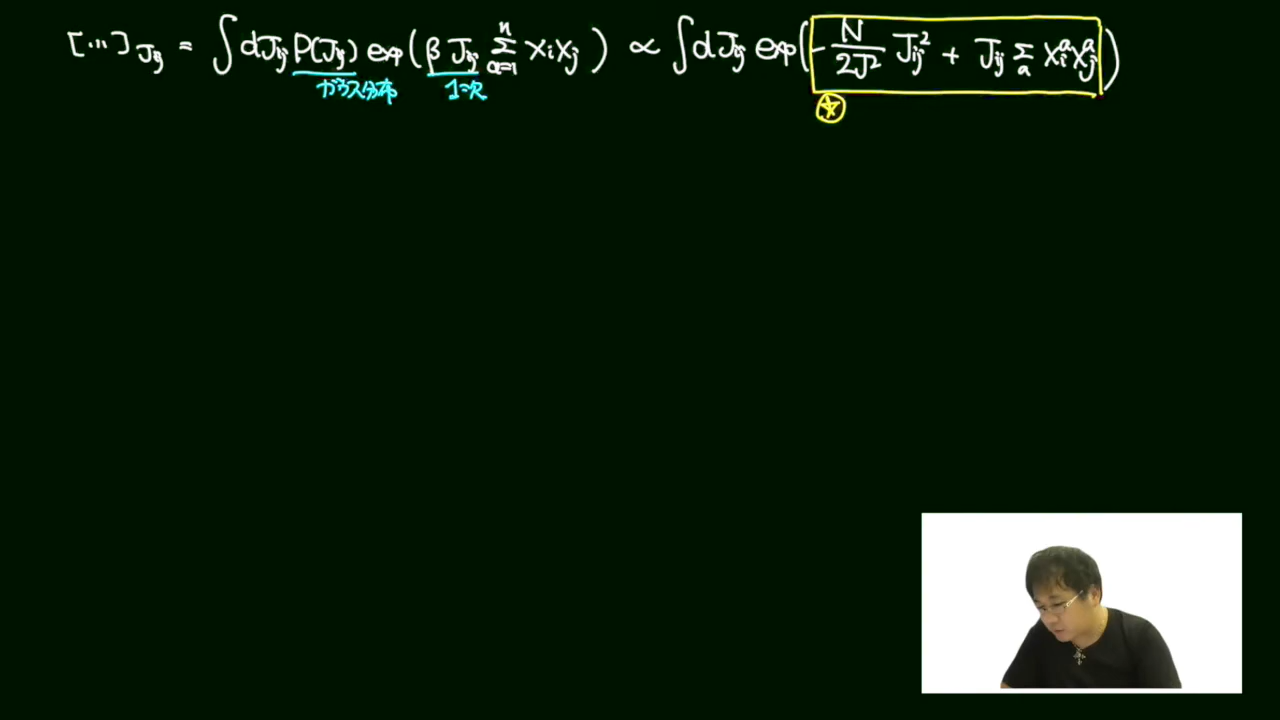 […]_{J_{ij}} = ∫dJ_{ij} P(J_{ij}) exp(β J_{ij} Σ_{a=1}^{n} x_i x_j) ∝ ∫dJ_{ij} exp(-N/2J² J_{ij}² + J_{ij} Σ_a x_i^a x_j^a)
ガウス分布 1次
☆